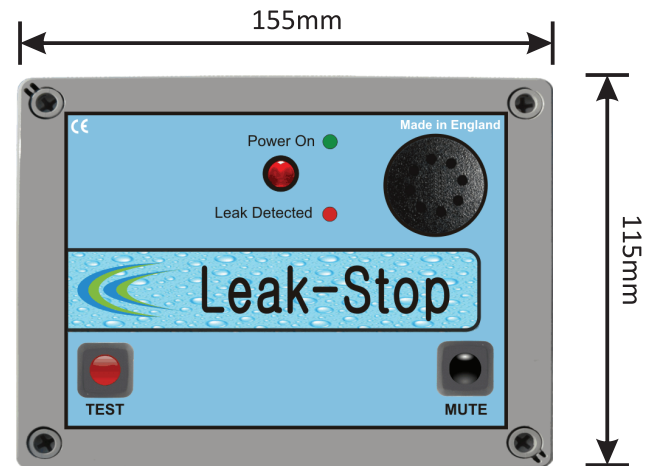 155mm
CE
Made in England
Power On
Leak Detected
115mm
Leak-Stop
TEST
MUTE